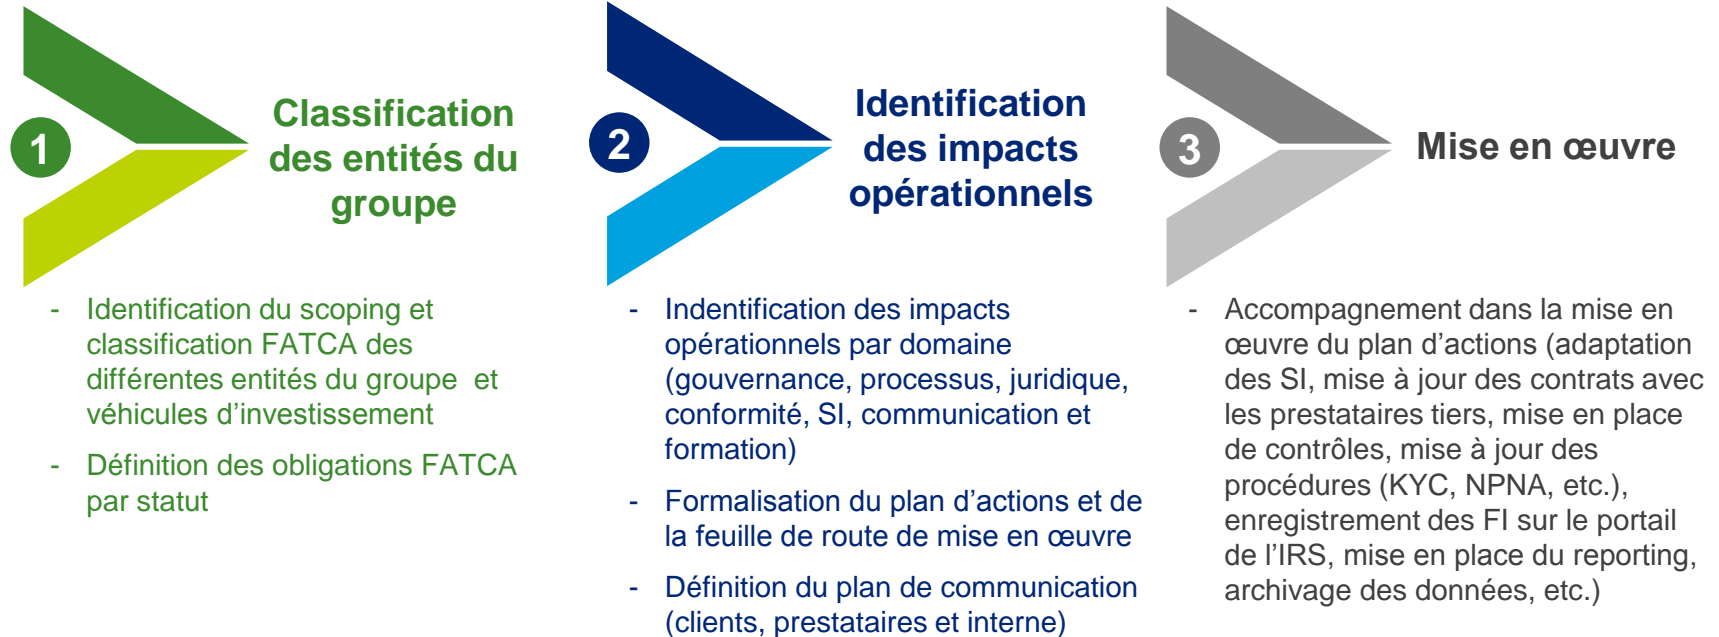 1
Classification
des entités du
groupe
- Identification du scoping et
classification FATCA des
différentes entités du groupe et
véhicules d’investissement
- Définition des obligations FATCA
par statut
2
Identification
des impacts
opérationnels
- Indentification des impacts
opérationnels par domaine
(gouvernance, processus, juridique,
conformité, SI, communication et
formation)
- Formalisation du plan d’actions et de
la feuille de route de mise en œuvre
- Définition du plan de communication
(clients, prestataires et interne)
3
Mise en œuvre
- Accompagnement dans la mise en
œuvre du plan d’actions (adaptation
des SI, mise à jour des contrats avec
les prestataires tiers, mise en place
de contrôles, mise à jour des
procédures (KYC, NPNA, etc.),
enregistrement des FI sur le portail
de l’IRS, mise en place du reporting,
archivage des données, etc.)